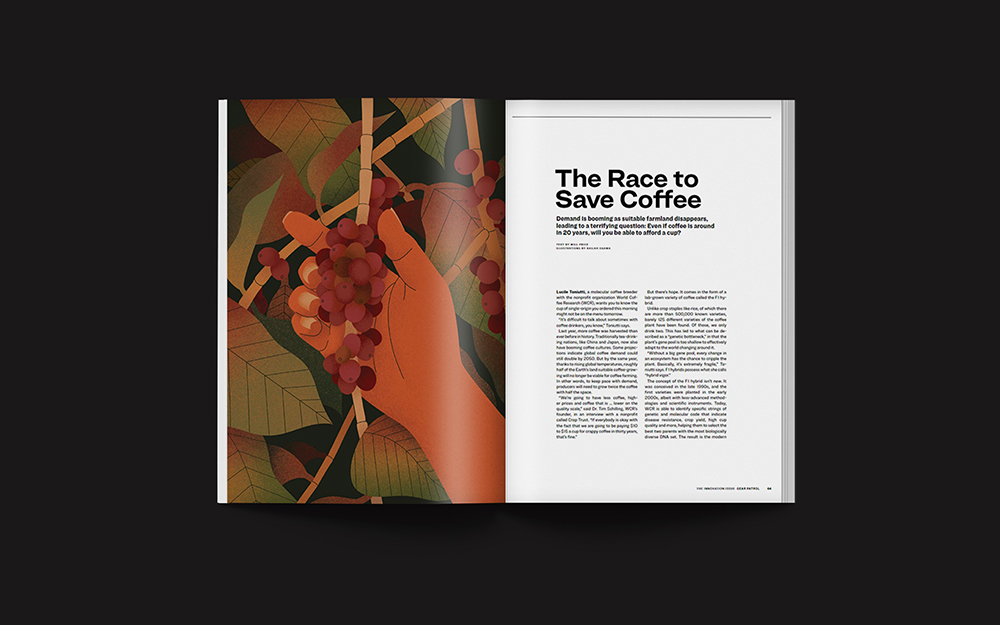 The Race to
Save Coffee
Demand is booming as suitable farmland disappears,
leading to a terrifying question: Even if coffee is around
in 20 years, will you be able to afford a cup?
TEXT BY WILL PRICE
ILLUSTRATIONS BY
Lucile Toniutti, a molecular coffee breeder
with the nonprofit organization World Cof-
fee Research (WCR), wants you to know the
cup of single-origin you ordered this morning
might not be on the menu tomorrow.
"It's difficult to talk about sometimes with
coffee drinkers, you know," Toniutti says.
Last year, more coffee was harvested than
ever before in history. Traditionally tea-drink-
ing nations, like China and Japan, now also
have booming coffee cultures. Some projec-
tions indicate global coffee demand could
still double by 2050. But by the same year,
thanks to rising global temperatures, roughly
half of the Earth's land suitable coffee-grow-
ing will no longer be viable for coffee farming.
In other words, to keep pace with demand,
producers will need to grow twice the coffee
with half the space.
"We're going to have less coffee, high-
er prices and coffee that is ... lower on the
quality scale," said Dr. Tim Schilling, WCR's
founder, in an interview with a nonprofit
called Crop Trust. "If everybody is okay with
the fact that we are going to be paying $10
to $15 a cup for crappy coffee in thirty years,
that's fine."
But there's hope. It comes in the form of a
lab-grown variety of coffee called the F1 hy-
brid.
Unlike crop staples like rice, of which there
are more than 500,000 known varieties,
barely 125 different varieties of the coffee
plant have been found. Of those, we only
drink two. This has led to what can be de-
scribed as a "genetic bottleneck," in that the
plant's gene pool is too shallow to effectively
adapt to the world changing around it.
"Without a big gene pool, every change in
an ecosystem has the chance to cripple the
plant. Basically, it's extremely fragile," To-
niutti says. F1 hybrids possess what she calls
"hybrid vigor."
The concept of the F1 hybrid isn't new. It
was conceived in the late 1990s, and the
first varieties were planted in the early
2000s, albeit with less-advanced method-
ologies and scientific instruments. Today,
WCR is able to identify specific strings of
genetic and molecular code that indicate
disease resistance, crop yield, high cup
quality and more, helping them to select the
best two parents with the most biologically
diverse DNA set. The result is the modern
THE INNOVATION ISSUE GEAR PATROL